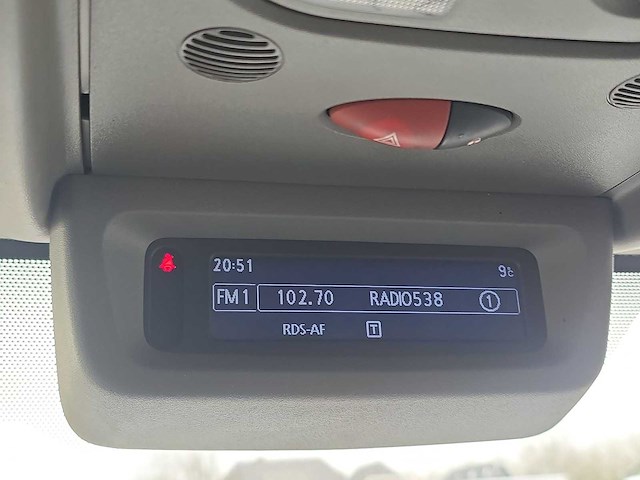 20:51 9°C
FM1 102.70 RADIO538 1
RDS-AF T